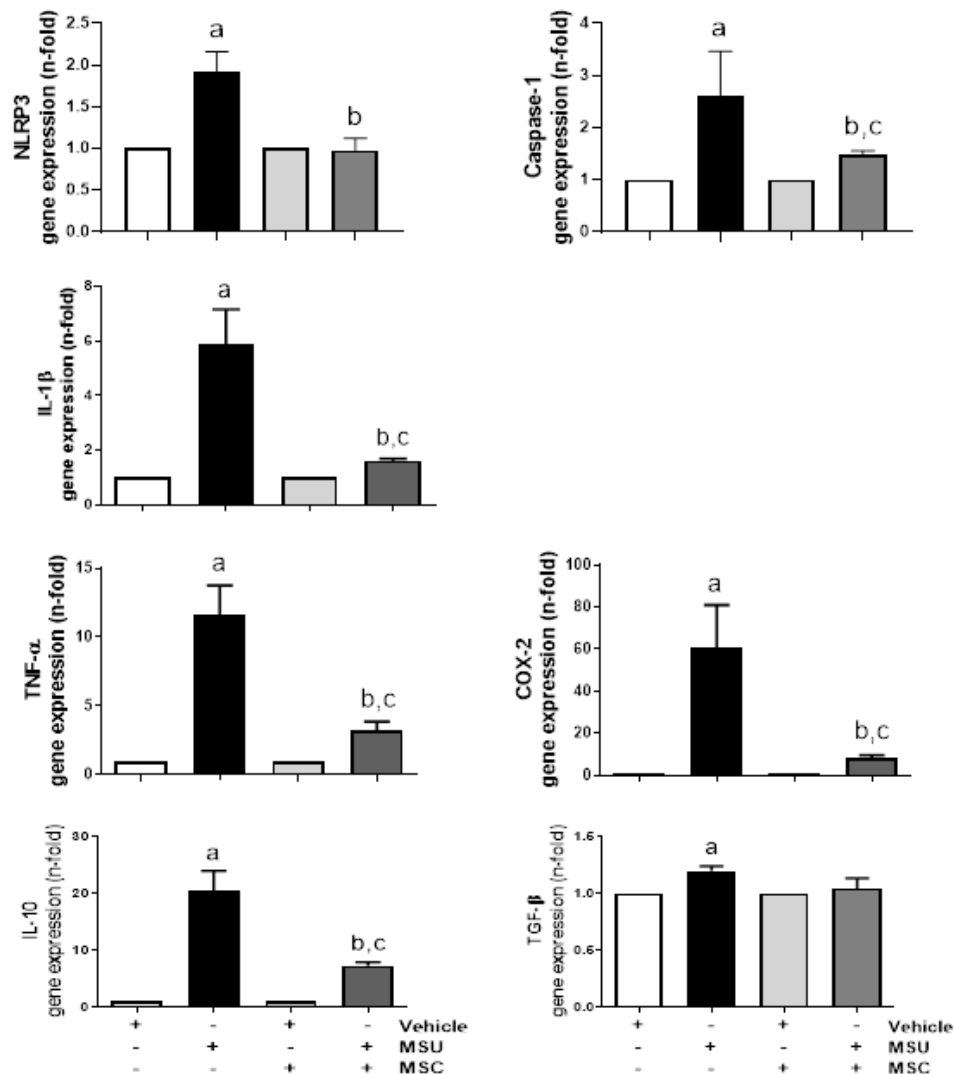 NLRP3
gene expression (n-fold)
2.5
2.0
1.5
1.0
0.5
0.0
a
b
Caspase-1
gene expression (n-fold)
4
3
2
1
0
a
b,c
IL-1β
gene expression (n-fold)
8
6
4
2
0
a
b,c
TNF-α
gene expression (n-fold)
15
10
5
0
a
b,c
COX-2
gene expression (n-fold)
100
80
60
40
20
0
a
b,c
IL-10
gene expression (n-fold)
30
20
10
0
a
b,c
TGF-β
gene expression (n-fold)
1.5
1.0
0.5
0.0
a
+ - + - Vehicle
- + - + MSU
- - + + MSC
+ - + - Vehicle
- + - + MSU
- - + + MSC